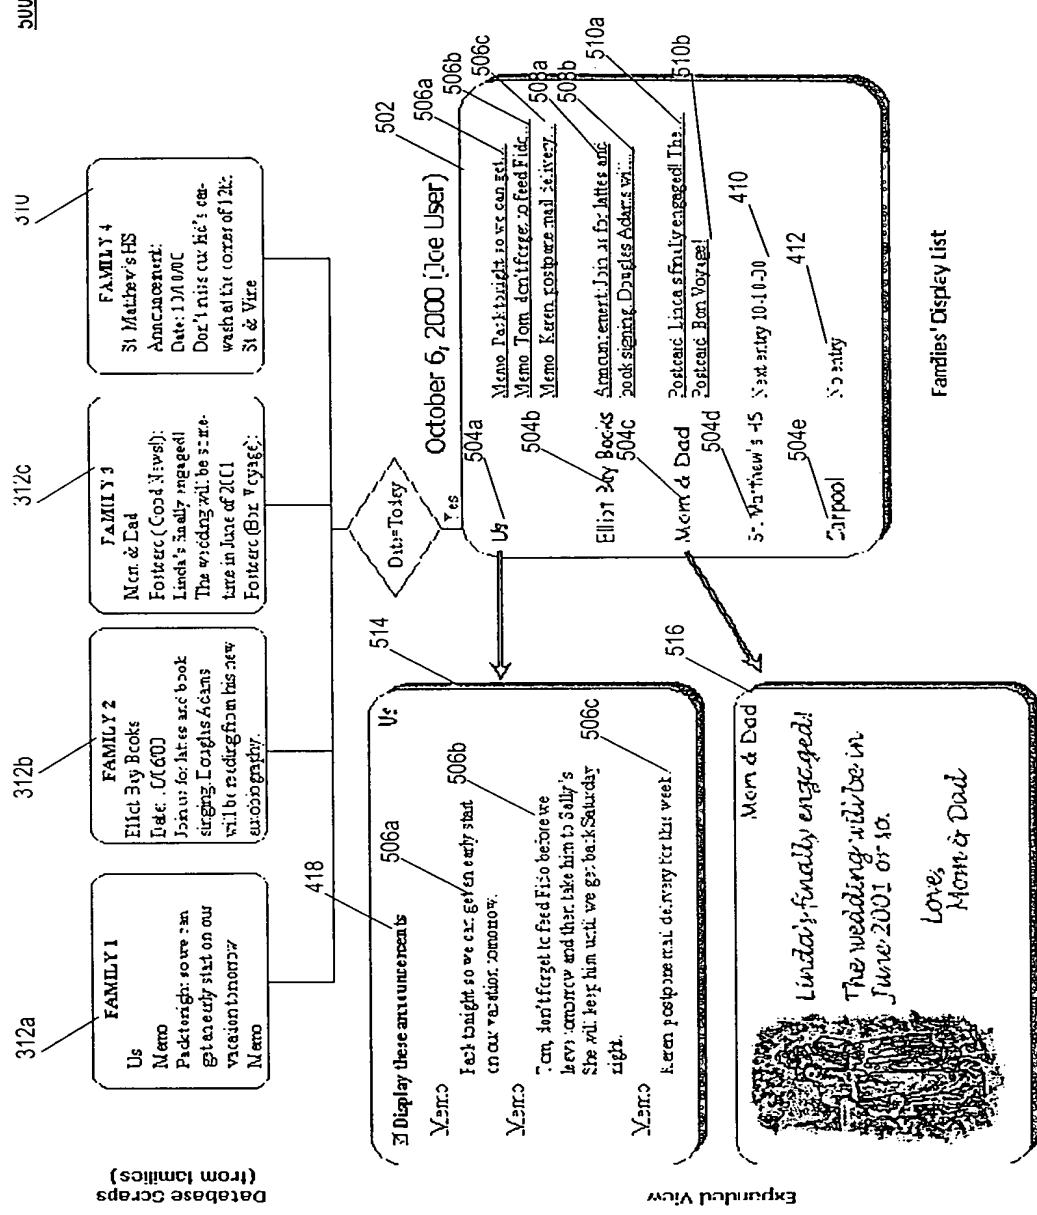 500
Database Scraps
(from families)
312a
FAMILY 1
Us
Memo
Pack tonight so we can
get an early start on our
vacation tomorrow
Memo
312b
FAMILY 2
Elliot Bay Books
Date:
Join us for lattes and book
singing. Douglas Adams
will be reading from his new
autobiography.
312c
FAMILY 3
Mom & Dad
Postcard (Good News!):
Linda's finally engaged!
The wedding will be some-
time in June of 2001
Postcard (Bon Voyage):
310
FAMILY 4
St Matthew's HS
Announcement:
Date: 10/10/00
Don't miss our kid's car-
wash at the corner of 12th
St & Vine
418
Date=Today
Yes
October 6, 2000 (Joe User)
502
504a
Us
Memo Pack tonight so we can get...
506a
Memo Tom, don't forget to feed Fido...
506b
Memo Keren postpone mail delivery...
506c
504b
Elliot Bay Books
Announcement: Join us for lattes and
508a
book signing. Douglas Adams will...
508b
504c
Mom & Dad
Postcard Linda's finally engaged! The...
510a
Postcard Bon Voyage!
510b
504d
St. Matthew's HS
Next entry 10-10-00
410
504e
Carpool
No entry
412
Families' Display List
Expanded View
514
Display these announcements
Us
506a
Memo
Pack tonight so we can get an early start
on our vacation tomorrow.
506b
Memo
Tom, don't forget to feed Fido before we
leave tomorrow and then take him to Sally's
She will keep him until we get back Saturday
night.
506c
Memo
Keren postpone mail delivery for this week.
516
Mom & Dad
Linda's finally engaged!
The wedding will be in
June 2001 or so.
Love,
Mom & Dad